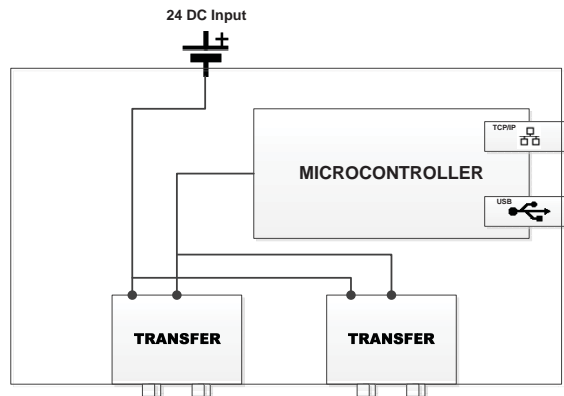 24 DC Input
+
TCP/IP
MICROCONTROLLER
USB
TRANSFER
TRANSFER